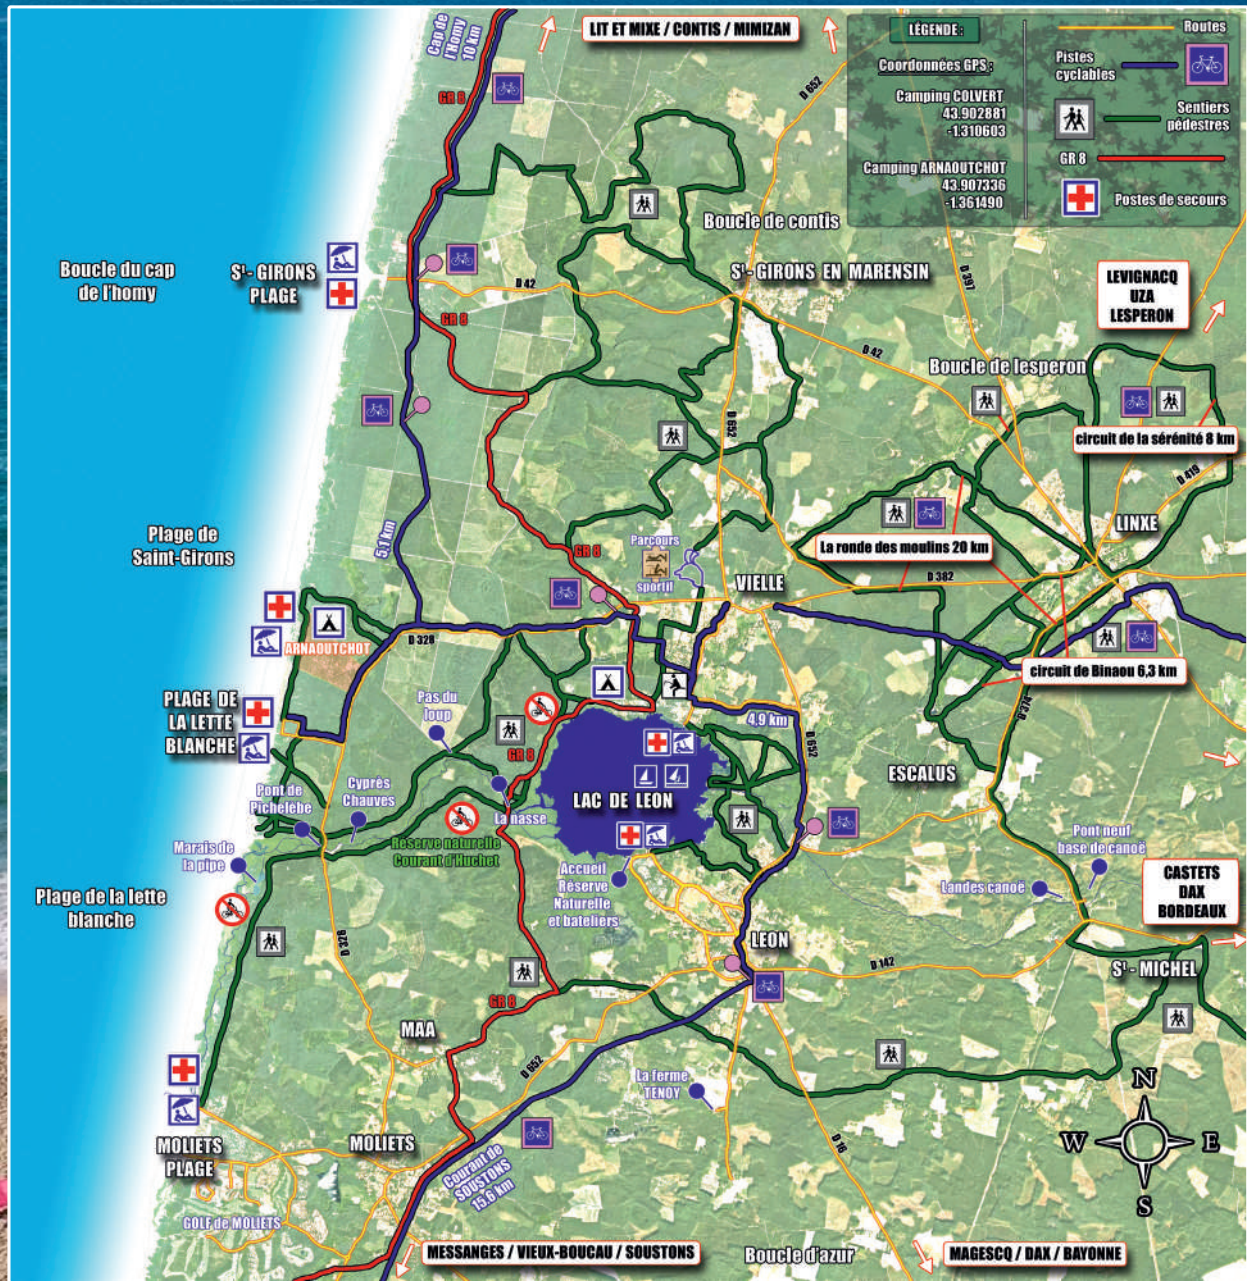 LIT ET MIXE / CONTIS / MIMIZAN
Cap de
l'Homy
10 km
GR 8
D 652
LÉGENDE :
Coordonnées GPS :
Camping COLVERT
43.902881
-1.310603
Camping ARNAOUTCHOT
43.907336
-1.361490
Routes
Pistes
cyclables
Sentiers
pédestres
GR 8
Postes de secours
Boucle de contis
Boucle du cap
de l'homy
St - GIRONS
PLAGE
D 42
St - GIRONS EN MARENSIN
D 397
LEVIGNACQ
UZA
LESPERON
GR 8
D 42
Boucle de lesperon
D 652
circuit de la sérénité 8 km
D 419
Plage de
Saint-Girons
5,1 km
GR 8
Parcours
sportif
La ronde des moulins 20 km
LINXE
VIELLE
D 382
ARNAOUTCHOT
D 328
circuit de Binaou 6,3 km
D 374
PLAGE DE
LA LETTE
BLANCHE
Pas du
loup
GR 8
4,9 km
D 652
ESCALUS
Pont de
Pichelebe
Cyprès
Chauves
La nasse
LAC DE LEON
Marais de
la pipe
Réserve naturelle
Courant d'Huchet
Accueil
Réserve
Naturelle
et bateliers
Pont neuf
base de canoë
Landes canoë
CASTETS
DAX
BORDEAUX
Plage de la lette
blanche
D 328
LEON
D 142
St - MICHEL
GR 8
MAA
D 652
La ferme
TENOY
N
W
E
S
MOLIETS
PLAGE
MOLIETS
Courant de
SOUSTONS
15,6 km
D 16
GOLF de MOLIETS
MESSANGES / VIEUX-BOUCAU / SOUSTONS
Boucle d'azur
MAGESCQ / DAX / BAYONNE